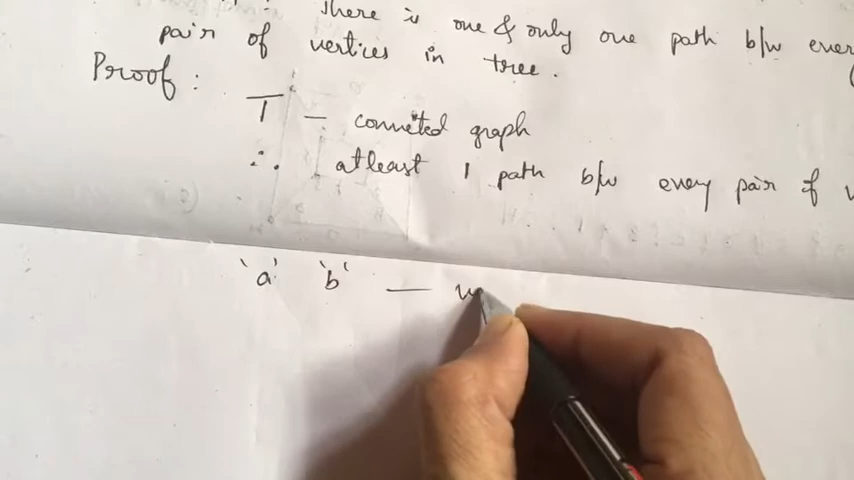 There is one & only one path b/w
pair of vertices in tree.
Proof:
T — connected graph
∴ atleast 1 path b/w every pair of
'a' 'b' —